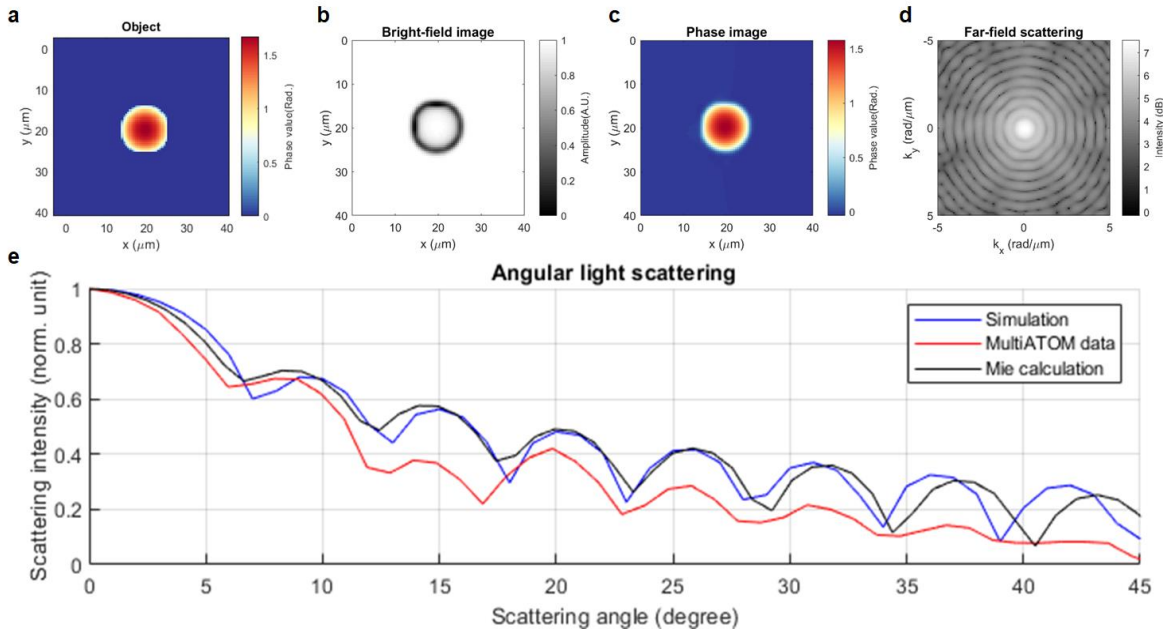 a
Object
0
10
20
30
40
0 10 20 30 40
y (μm)
x (μm)
1.5
1
0.5
0
Phase value(Rad.)
b
Bright-field image
0
10
20
30
40
0 10 20 30 40
y (μm)
x (μm)
1
0.8
0.6
0.4
0.2
0
Amplitude(A.U.)
c
Phase image
0
10
20
30
40
0 10 20 30 40
y (μm)
x (μm)
1.5
1
0.5
0
Phase value(Rad.)
d
Far-field scattering
-5
0
5
-5 0 5
k_y (rad/μm)
k_x (rad/μm)
7
6
5
4
3
2
1
0
Intensity (dB)
e
Angular light scattering
Scattering intensity (norm. unit)
1
0.8
0.6
0.4
0.2
0
0 5 10 15 20 25 30 35 40 45
Scattering angle (degree)
Simulation
MultiATOM data
Mie calculation